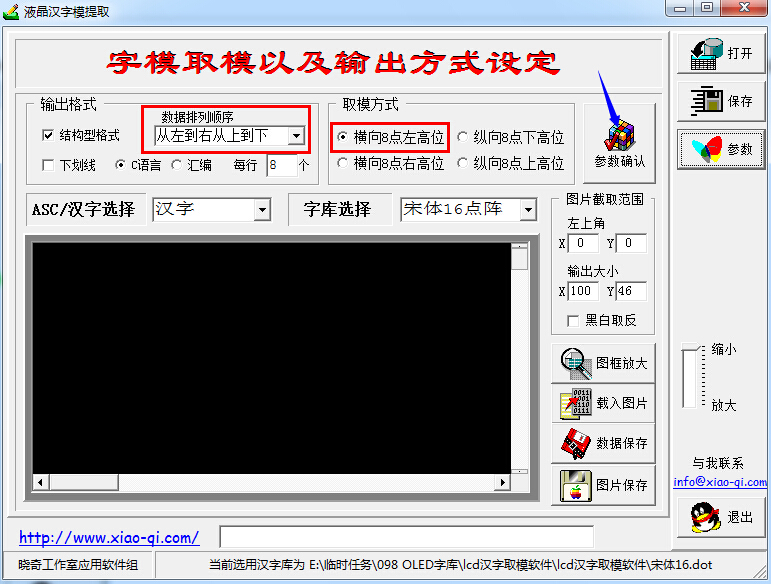 液晶汉字模提取
字模取模以及输出方式设定
输出格式
数据排列顺序
结构型格式
从左到右从上到下
下划线
C语言
汇编
每行 8 个
取模方式
横向8点左高位
纵向8点下高位
横向8点右高位
纵向8点上高位
参数确认
打开
保存
参数
ASC/汉字选择
汉字
字库选择
宋体16点阵
图片截取范围
左上角
X 0 Y 0
输出大小
X 100 Y 46
黑白取反
图框放大
载入图片
数据保存
图片保存
缩小
放大
与我联系
info@xiao-qi.com
退出
http://www.xiao-qi.com/
晓奇工作室应用软件组
当前选用汉字库为 E:\临时任务\098 OLED字库\lcd汉字取模软件\lcd汉字取模软件\宋体16.dot